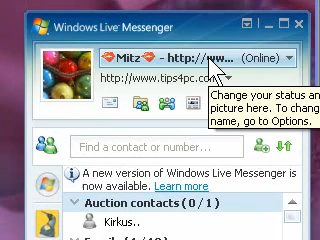 Windows Live Messenger
Mitz - http://ww... (Online)
http://www.tips4pc.com
Change your status an
picture here. To chang
name, go to Options.
Find a contact or number...
A new version of Windows Live Messenger
is now available. Learn more
Auction contacts (0/1)
Kirkus..